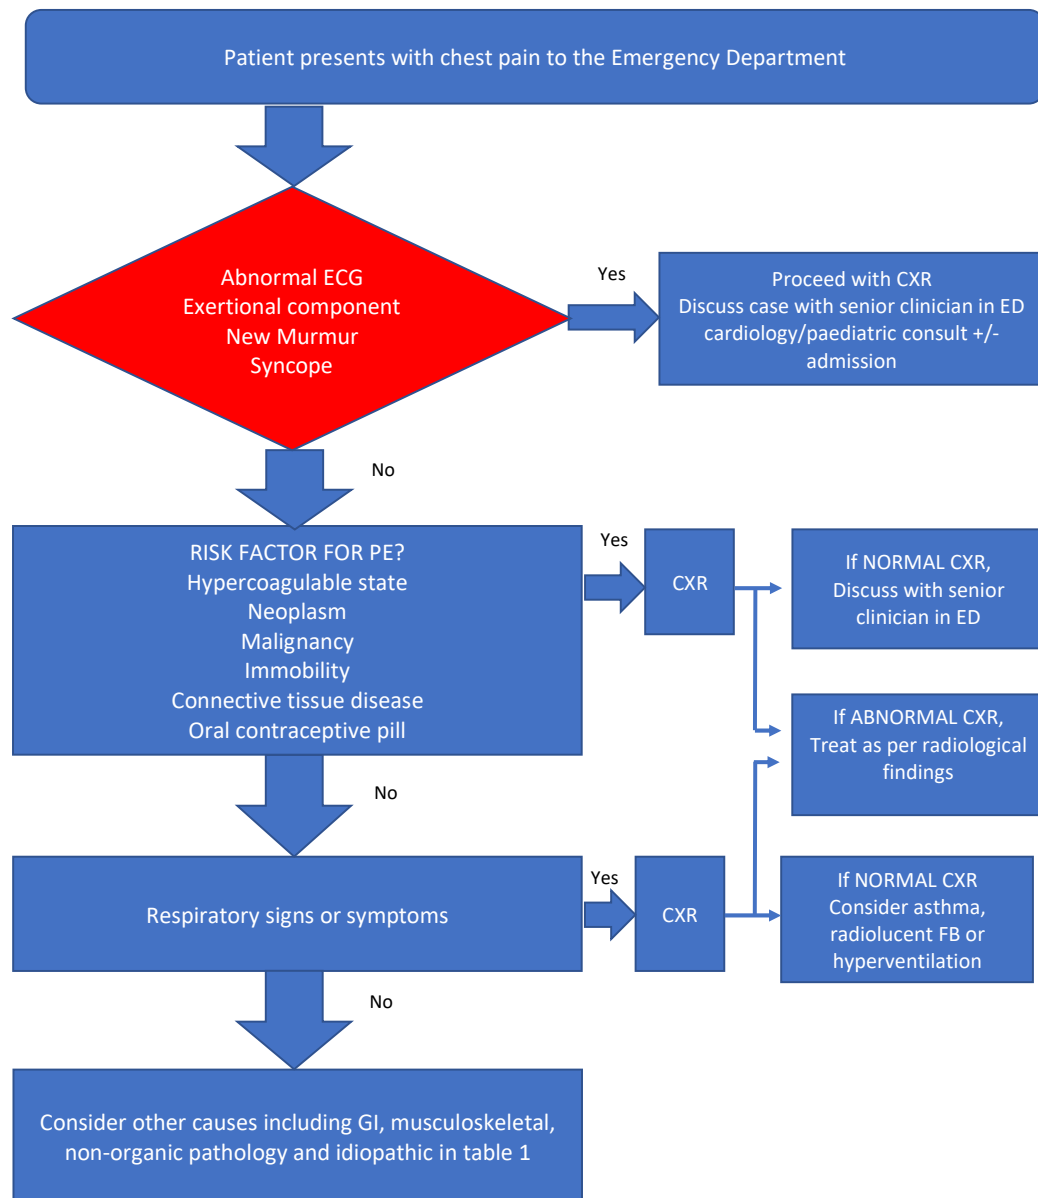 Patient presents with chest pain to the Emergency Department
Abnormal ECG
Exertional component
New Murmur
Syncope
Yes
Proceed with CXR
Discuss case with senior clinician in ED
cardiology/paediatric consult +/-
admission
No
RISK FACTOR FOR PE?
Hypercoagulable state
Neoplasm
Malignancy
Immobility
Connective tissue disease
Oral contraceptive pill
Yes
CXR
If NORMAL CXR,
Discuss with senior
clinician in ED
If ABNORMAL CXR,
Treat as per radiological
findings
No
Respiratory signs or symptoms
Yes
CXR
If NORMAL CXR
Consider asthma,
radiolucent FB or
hyperventilation
No
Consider other causes including GI, musculoskeletal,
non-organic pathology and idiopathic in table 1